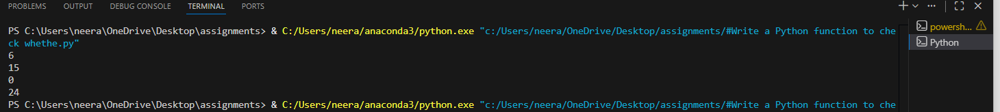 PROBLEMS OUTPUT DEBUG CONSOLE TERMINAL PORTS
PS C:\Users\neera\OneDrive\Desktop\assignments> & C:/Users/neera/anaconda3/python.exe "c:/Users/neera/OneDrive/Desktop/assignments/#Write a Python function to che
ck whethe.py"
6
15
0
24
PS C:\Users\neera\OneDrive\Desktop\assignments> & C:/Users/neera/anaconda3/python.exe "c:/Users/neera/OneDrive/Desktop/assignments/#Write a Python function to che
powersh...
Python